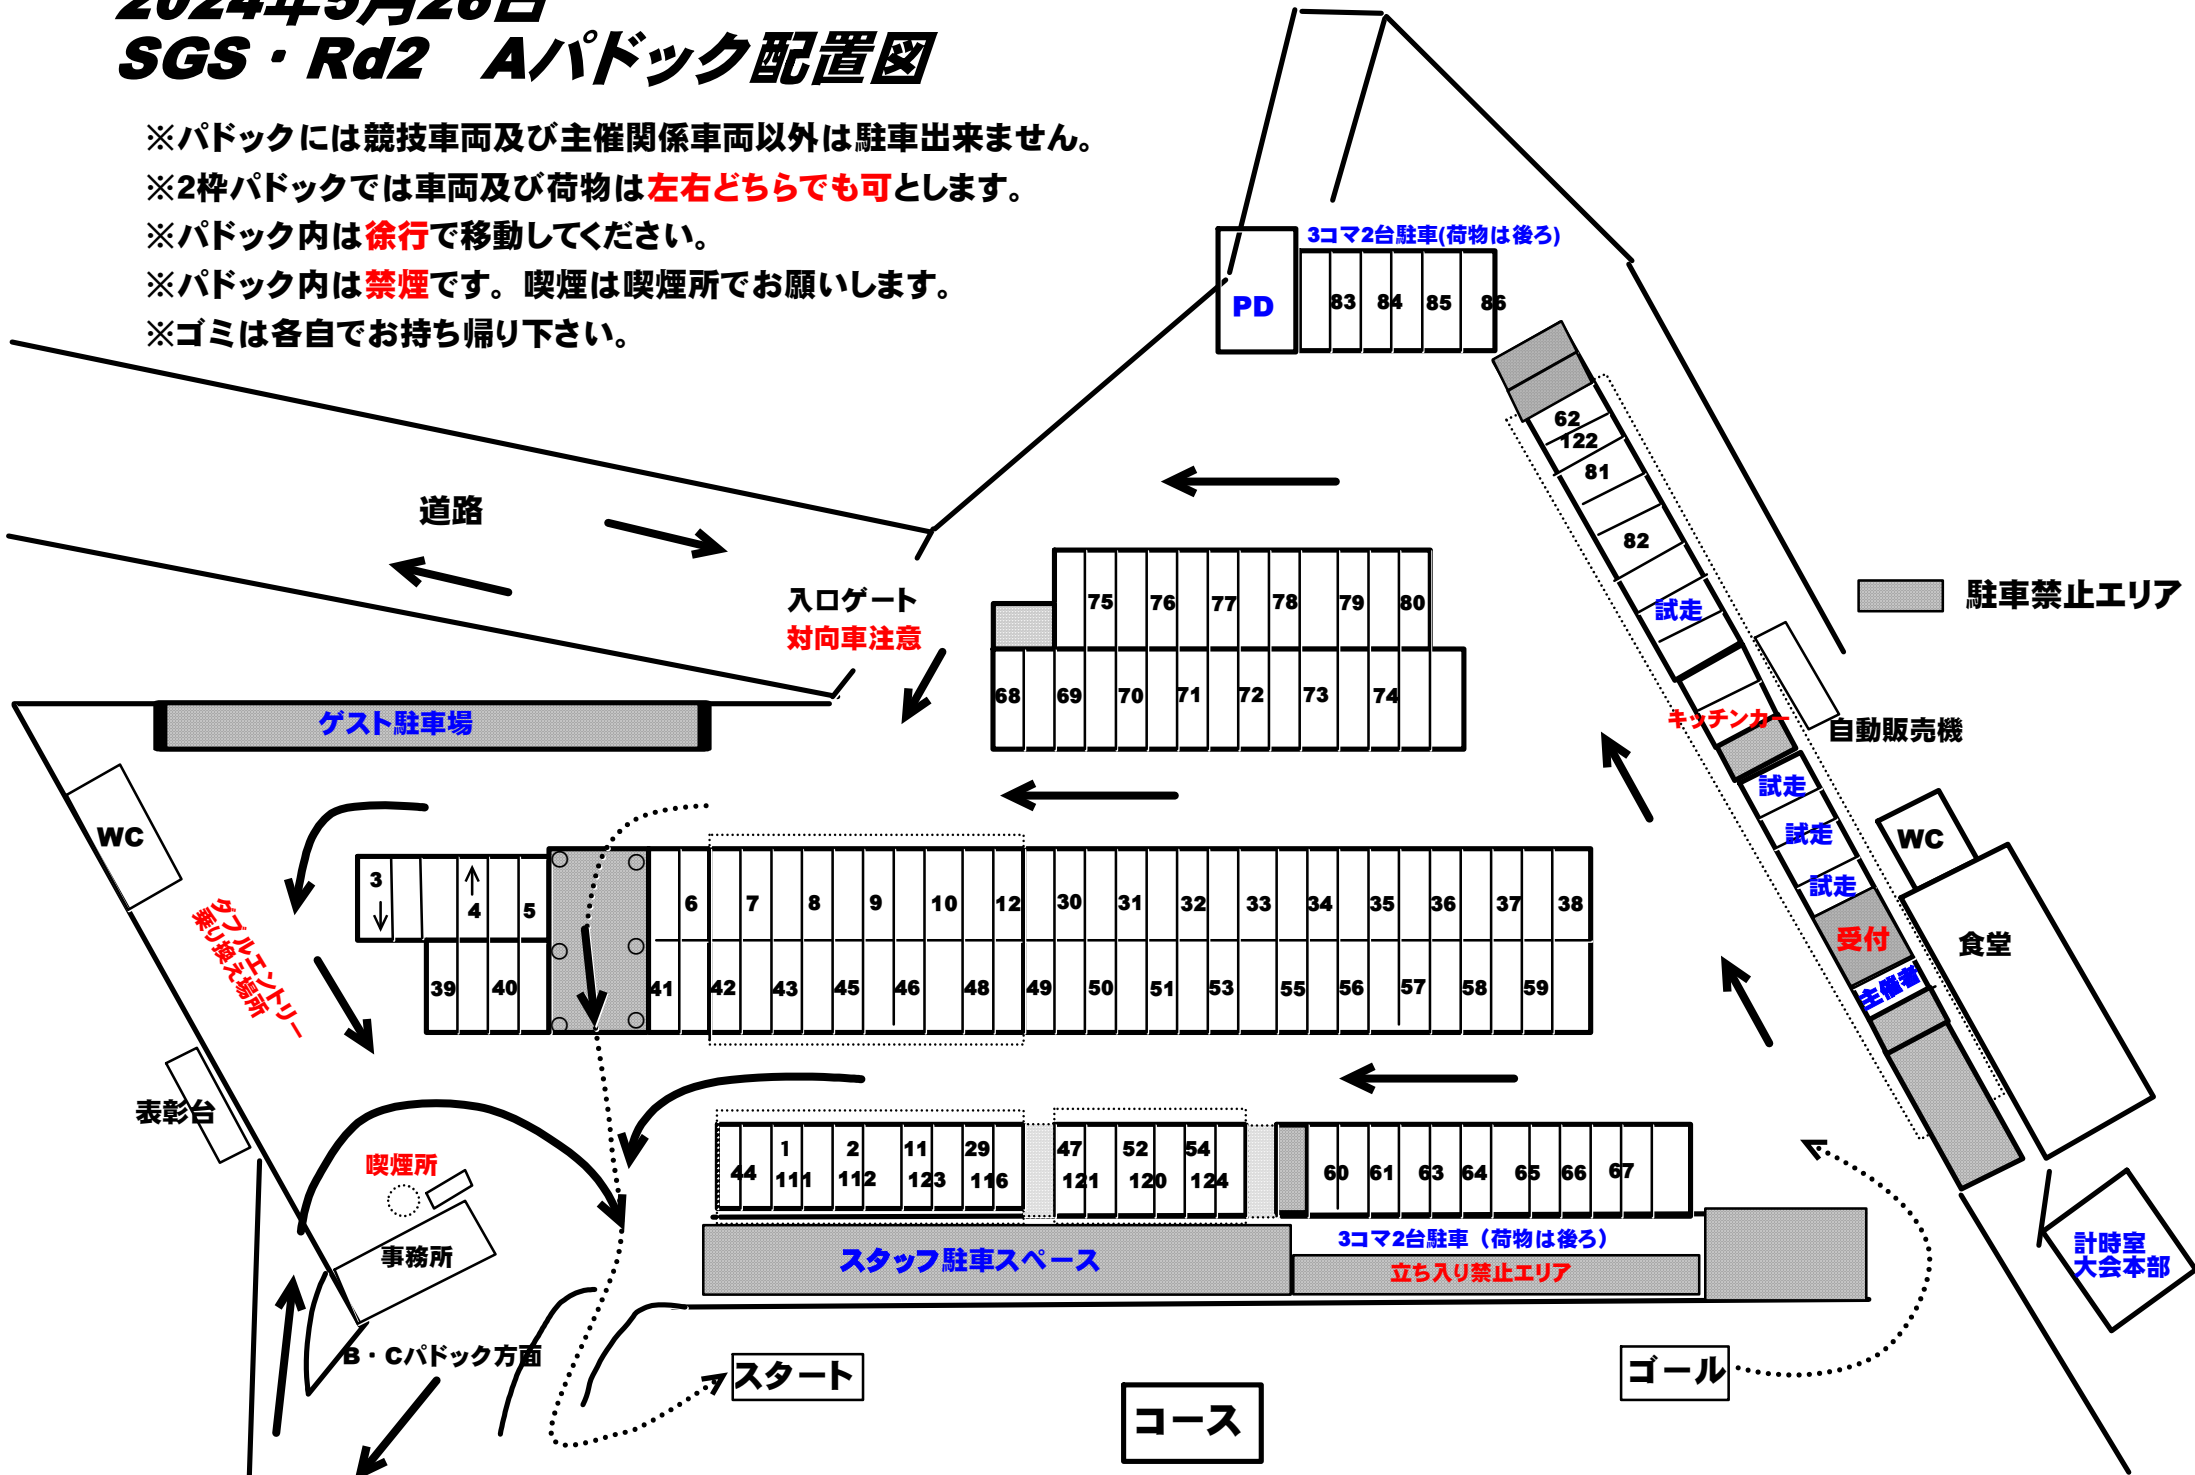 2024年5月26日
SGS・Rd2　Aパドック配置図
※パドックには競技車両及び主催関係車両以外は駐車出来ません。
※2枠パドックでは車両及び荷物は左右どちらでも可とします。
※パドック内は徐行で移動してください。
※パドック内は禁煙です。喫煙は喫煙所でお願いします。
※ゴミは各自でお持ち帰り下さい。
3コマ2台駐車(荷物は後ろ)
PD
83 84 85 86
62
122
81
82
試走
道路
入口ゲート
対向車注意
駐車禁止エリア
75 76 77 78 79 80
68 69 70 71 72 73 74
キッチンカー
自動販売機
ゲスト駐車場
試走
試走
試走
WC
WC
受付
主催者
食堂
ダブルエントリー
乗り換え場所
3 4 5
6 7 8 9 10 12 30 31 32 33 34 35 36 37 38
39 40
41 42 43 45 46 48 49 50 51 53 55 56 57 58 59
表彰台
喫煙所
事務所
44
1 2 11 29
111 112 123 116
47 52 54
121 120 124
60 61 63 64 65 66 67
スタッフ駐車スペース
3コマ2台駐車（荷物は後ろ）
立ち入り禁止エリア
計時室
大会本部
B・Cパドック方面
スタート
ゴール
コース